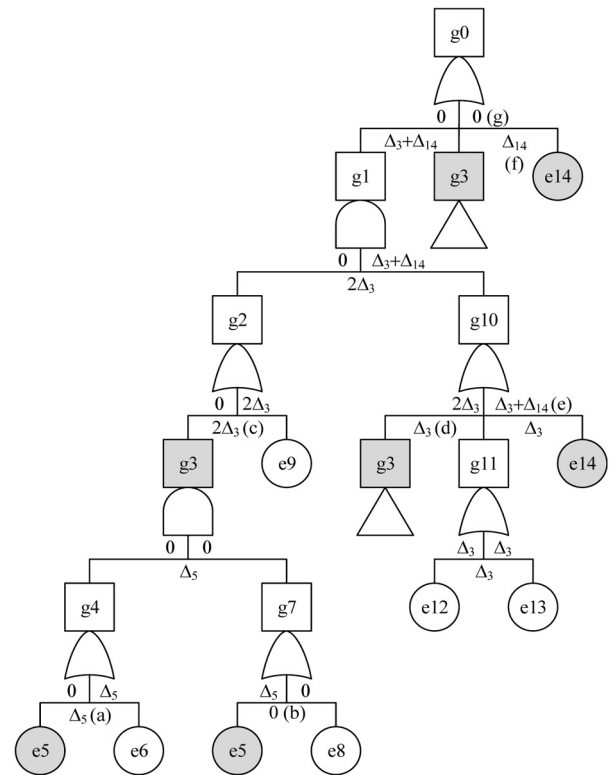 g0
0 0 (g)
Δ₃+Δ₁₄ Δ₁₄
(f)
g1 g3 e14
0 Δ₃+Δ₁₄
2Δ₃
g2 g10
0 2Δ₃ 2Δ₃ Δ₃+Δ₁₄ (e)
2Δ₃ (c) Δ₃ (d) Δ₃
g3 e9 g3 g11 e14
0 0 Δ₃ Δ₃
Δ₅ Δ₃
g4 g7 e12 e13
0 Δ₅ Δ₅ 0
Δ₅ (a) 0 (b)
e5 e6 e5 e8